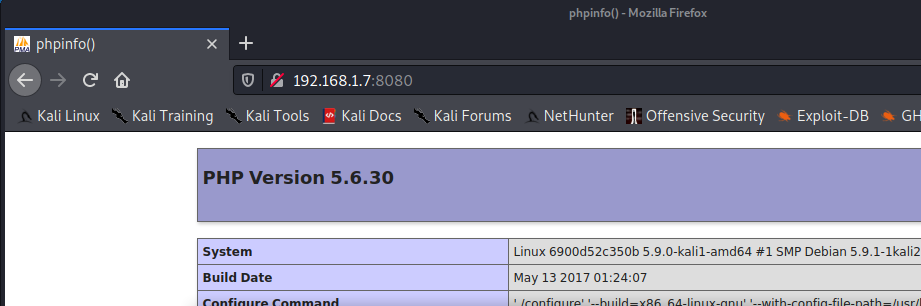 phpinfo() - Mozilla Firefox
phpinfo()
192.168.1.7:8080
Kali Linux Kali Training Kali Tools Kali Docs Kali Forums NetHunter Offensive Security Exploit-DB GH
PHP Version 5.6.30
System Linux 6900d52c350b 5.9.0-kali1-amd64 #1 SMP Debian 5.9.1-1kali2
Build Date May 13 2017 01:24:07
Configure Command './configure' '--build=x86_64-linux-gnu' '--with-config-file-path=/usr/l